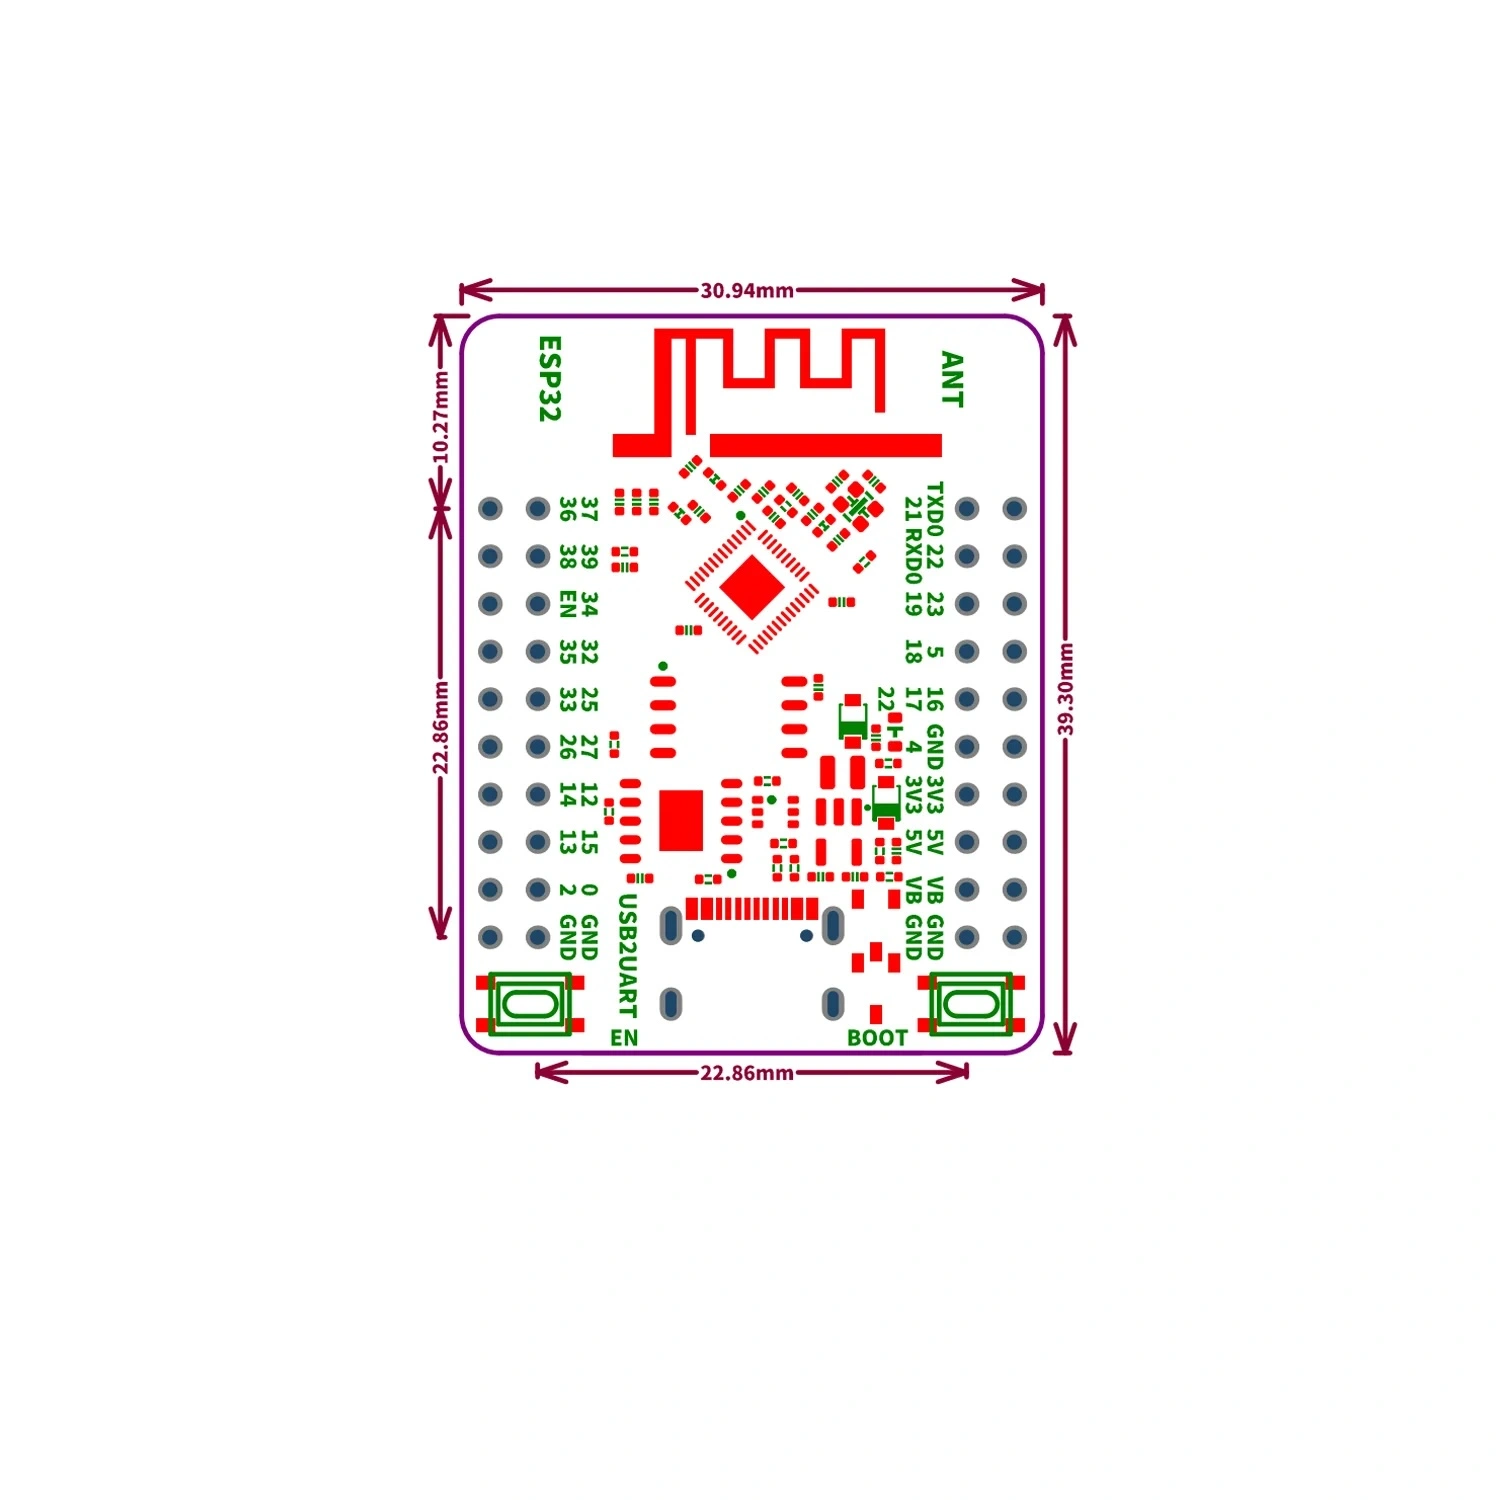 30.94mm
ESP32
ANT
10.27mm
22.86mm
39.30mm
36 37
38 39
EN 34
35 32
33 25
26 27
14 12
13 15
2 0
GND GND
21 TXD0
RXD0 22
19 23
18 5
22 17 16
4 GND
3V3 3V3
5V 5V
VB VB
GND GND
USB2UART
EN
BOOT
22.86mm